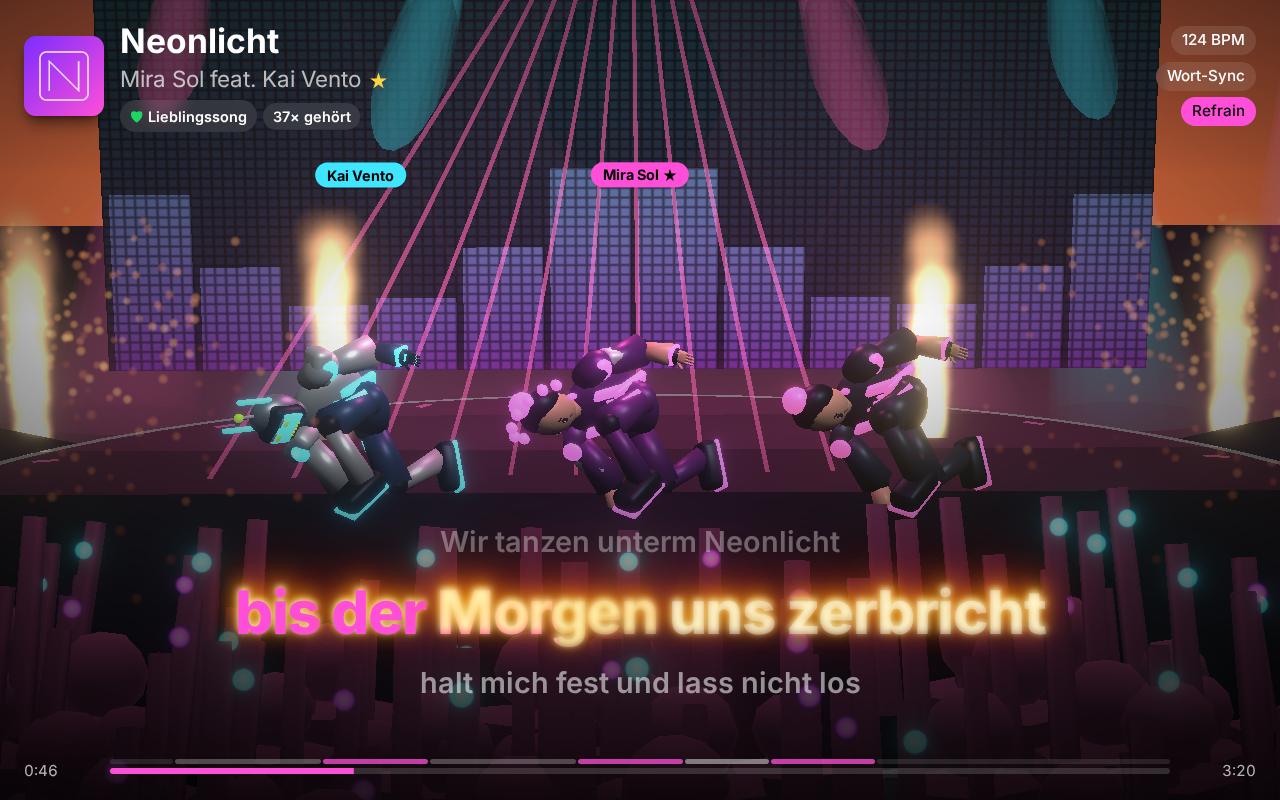 Neonlicht
Mira Sol feat. Kai Vento ★
Lieblingssong
37× gehört
124 BPM
Wort-Sync
Refrain
Kai Vento
Mira Sol ★
Wir tanzen unterm Neonlicht
bis der Morgen uns zerbricht
halt mich fest und lass nicht los
0:46
3:20